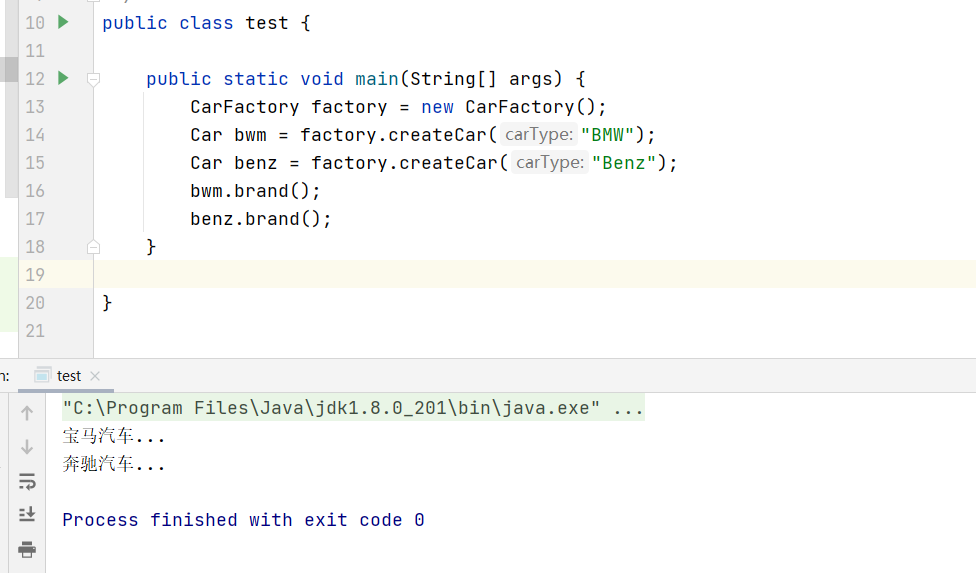 10 public class test {
11
12 public static void main(String[] args) {
13 CarFactory factory = new CarFactory();
14 Car bwm = factory.createCar( carType: "BMW");
15 Car benz = factory.createCar( carType: "Benz");
16 bwm.brand();
17 benz.brand();
18 }
19
20 }
21
n: test
"C:\Program Files\Java\jdk1.8.0_201\bin\java.exe" ...
宝马汽车...
奔驰汽车...
Process finished with exit code 0